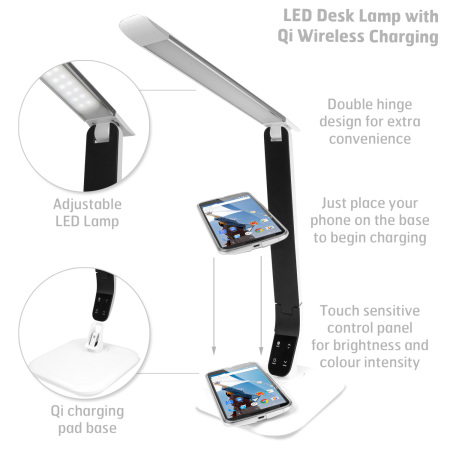 LED Desk Lamp with
Qi Wireless Charging
Double hinge
design for extra
convenience
Adjustable
LED Lamp
Just place your
phone on the base
to begin charging
Touch sensitive
control panel
for brightness and
colour intensity
Qi charging
pad base